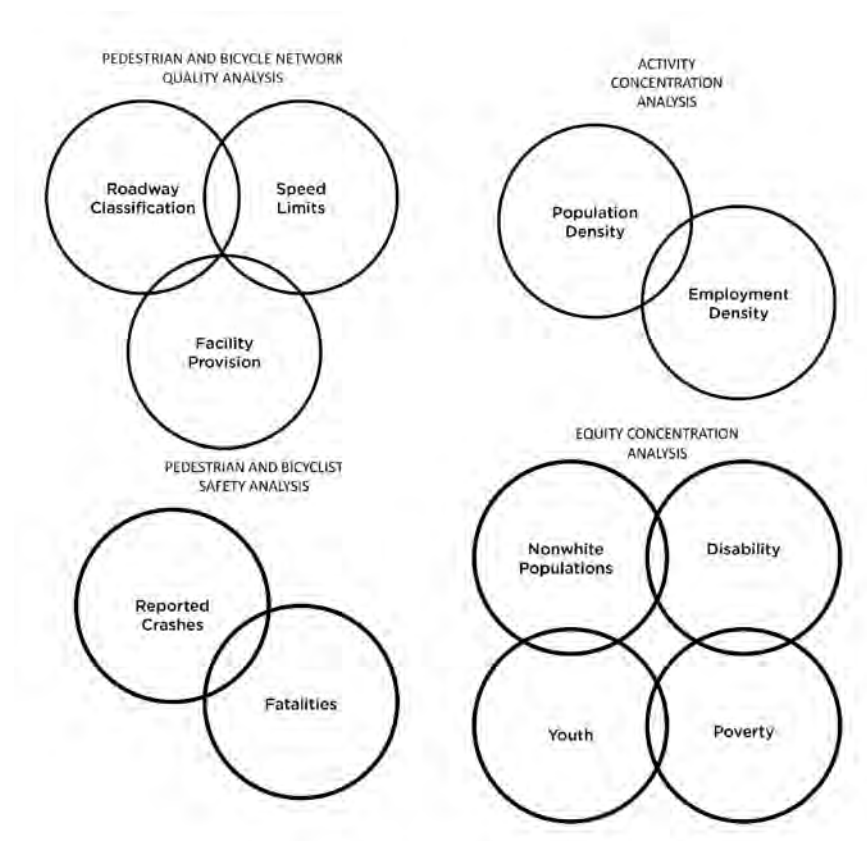 PEDESTRIAN AND BICYCLE NETWORK
QUALITY ANALYSIS
Roadway
Classification
Speed
Limits
Facility
Provision
ACTIVITY
CONCENTRATION
ANALYSIS
Population
Density
Employment
Density
PEDESTRIAN AND BICYCLIST
SAFETY ANALYSIS
Reported
Crashes
Fatalities
EQUITY CONCENTRATION
ANALYSIS
Nonwhite
Populations
Disability
Youth
Poverty